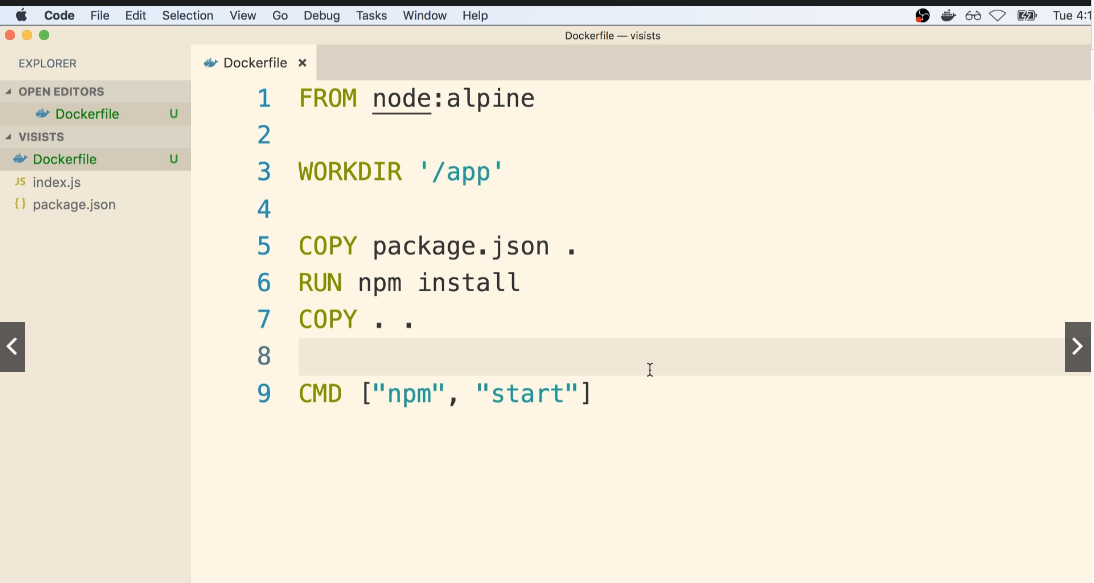 Code File Edit Selection View Go Debug Tasks Window Help Tue 4:1
Dockerfile — visists
EXPLORER
OPEN EDITORS
Dockerfile U
VISISTS
Dockerfile U
JS index.js
{} package.json
Dockerfile ×
1 FROM node:alpine
2
3 WORKDIR '/app'
4
5 COPY package.json .
6 RUN npm install
7 COPY . .
8
9 CMD ["npm", "start"]